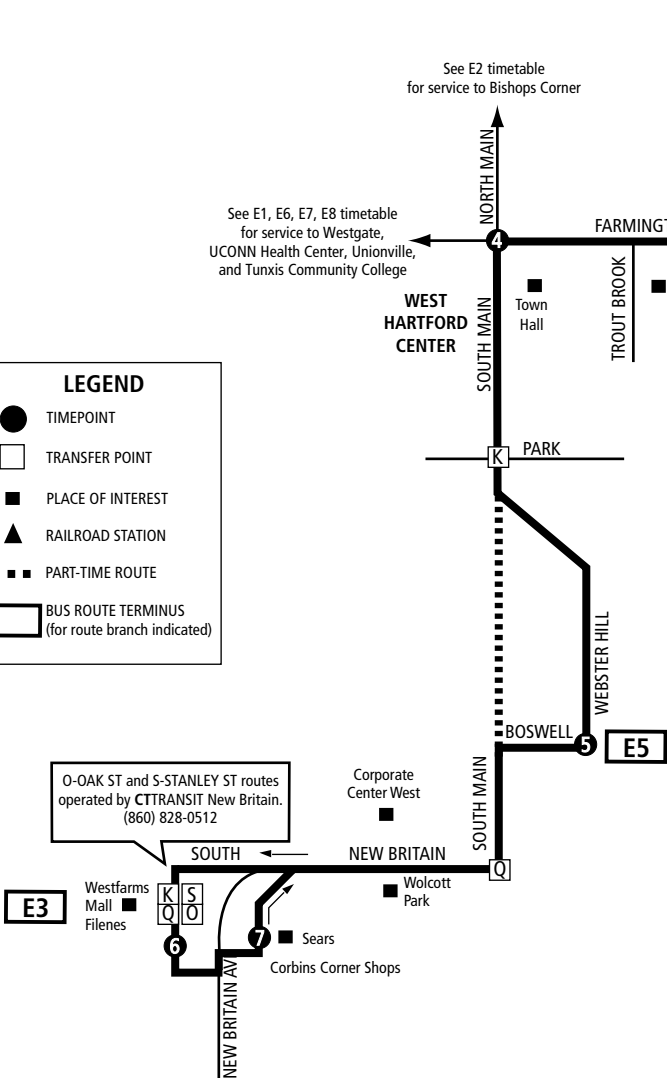 See E2 timetable
for service to Bishops Corner
NORTH MAIN
See E1, E6, E7, E8 timetable
for service to Westgate,
UCONN Health Center, Unionville,
and Tunxis Community College
4
FARMINGT
WEST
HARTFORD
CENTER
SOUTH MAIN
Town
Hall
TROUT BROOK
LEGEND
TIMEPOINT
TRANSFER POINT
PLACE OF INTEREST
RAILROAD STATION
PART-TIME ROUTE
BUS ROUTE TERMINUS
(for route branch indicated)
K
PARK
WEBSTER HILL
BOSWELL
5
E5
O-OAK ST and S-STANLEY ST routes
operated by CTTRANSIT New Britain.
(860) 828-0512
Corporate
Center West
SOUTH MAIN
SOUTH
NEW BRITAIN
Q
E3
Westfarms
Mall
Filenes
K S
Q O
Wolcott
Park
6
7
Sears
Corbins Corner Shops
NEW BRITAIN AV